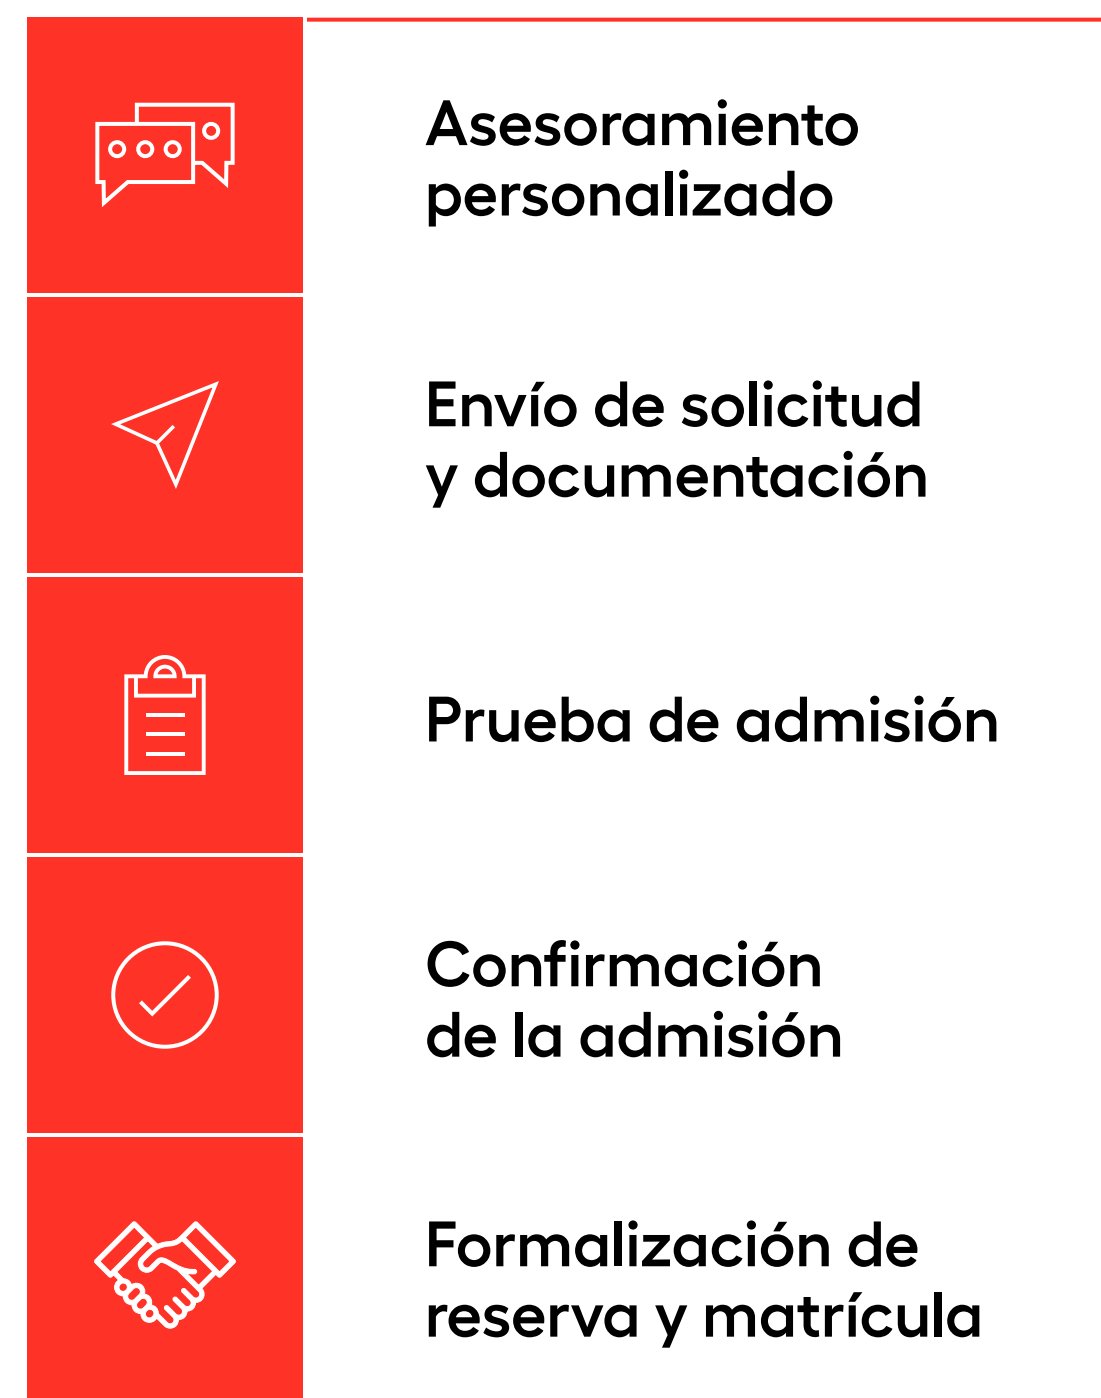 Asesoramiento
personalizado
Envío de solicitud
y documentación
Prueba de admisión
Confirmación
de la admisión
Formalización de
reserva y matrícula